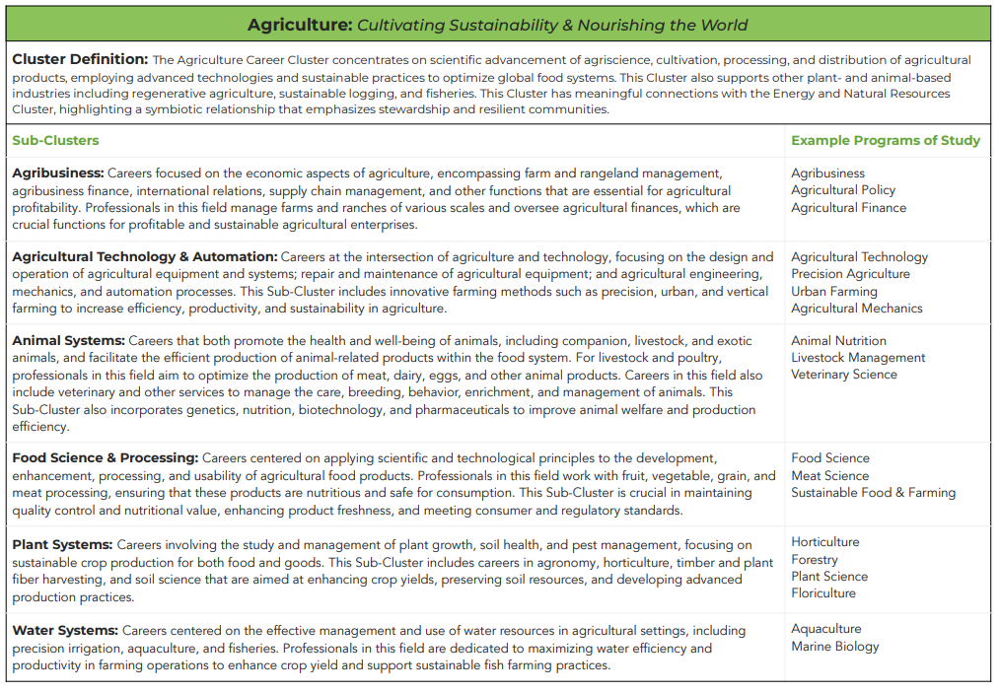 Agriculture: Cultivating Sustainability & Nourishing the World
Cluster Definition: The Agriculture Career Cluster concentrates on scientific advancement of agriscience, cultivation, processing, and distribution of agricultural
products, employing advanced technologies and sustainable practices to optimize global food systems. This Cluster also supports other plant- and animal-based
industries including regenerative agriculture, sustainable logging, and fisheries. This Cluster has meaningful connections with the Energy and Natural Resources
Cluster, highlighting a symbiotic relationship that emphasizes stewardship and resilient communities.
Sub-Clusters
Example Programs of Study
Agribusiness: Careers focused on the economic aspects of agriculture, encompassing farm and rangeland management,
agribusiness finance, international relations, supply chain management, and other functions that are essential for agricultural
profitability. Professionals in this field manage farms and ranches of various scales and oversee agricultural finances, which are
crucial functions for profitable and sustainable agricultural enterprises.
Agribusiness
Agricultural Policy
Agricultural Finance
Agricultural Technology & Automation: Careers at the intersection of agriculture and technology, focusing on the design and
operation of agricultural equipment and systems; repair and maintenance of agricultural equipment; and agricultural engineering,
mechanics, and automation processes. This Sub-Cluster includes innovative farming methods such as precision, urban, and vertical
farming to increase efficiency, productivity, and sustainability in agriculture.
Agricultural Technology
Precision Agriculture
Urban Farming
Agricultural Mechanics
Animal Systems: Careers that both promote the health and well-being of animals, including companion, livestock, and exotic
animals, and facilitate the efficient production of animal-related products within the food system. For livestock and poultry,
professionals in this field aim to optimize the production of meat, dairy, eggs, and other animal products. Careers in this field also
include veterinary and other services to manage the care, breeding, behavior, enrichment, and management of animals. This
Sub-Cluster also incorporates genetics, nutrition, biotechnology, and pharmaceuticals to improve animal welfare and production
efficiency.
Animal Nutrition
Livestock Management
Veterinary Science
Food Science & Processing: Careers centered on applying scientific and technological principles to the development,
enhancement, processing, and usability of agricultural food products. Professionals in this field work with fruit, vegetable, grain, and
meat processing, ensuring that these products are nutritious and safe for consumption. This Sub-Cluster is crucial in maintaining
quality control and nutritional value, enhancing product freshness, and meeting consumer and regulatory standards.
Food Science
Meat Science
Sustainable Food & Farming
Plant Systems: Careers involving the study and management of plant growth, soil health, and pest management, focusing on
sustainable crop production for both food and goods. This Sub-Cluster includes careers in agronomy, horticulture, timber and plant
fiber harvesting, and soil science that are aimed at enhancing crop yields, preserving soil resources, and developing advanced
production practices.
Horticulture
Forestry
Plant Science
Floriculture
Water Systems: Careers centered on the effective management and use of water resources in agricultural settings, including
precision irrigation, aquaculture, and fisheries. Professionals in this field are dedicated to maximizing water efficiency and
productivity in farming operations to enhance crop yield and support sustainable fish farming practices.
Aquaculture
Marine Biology